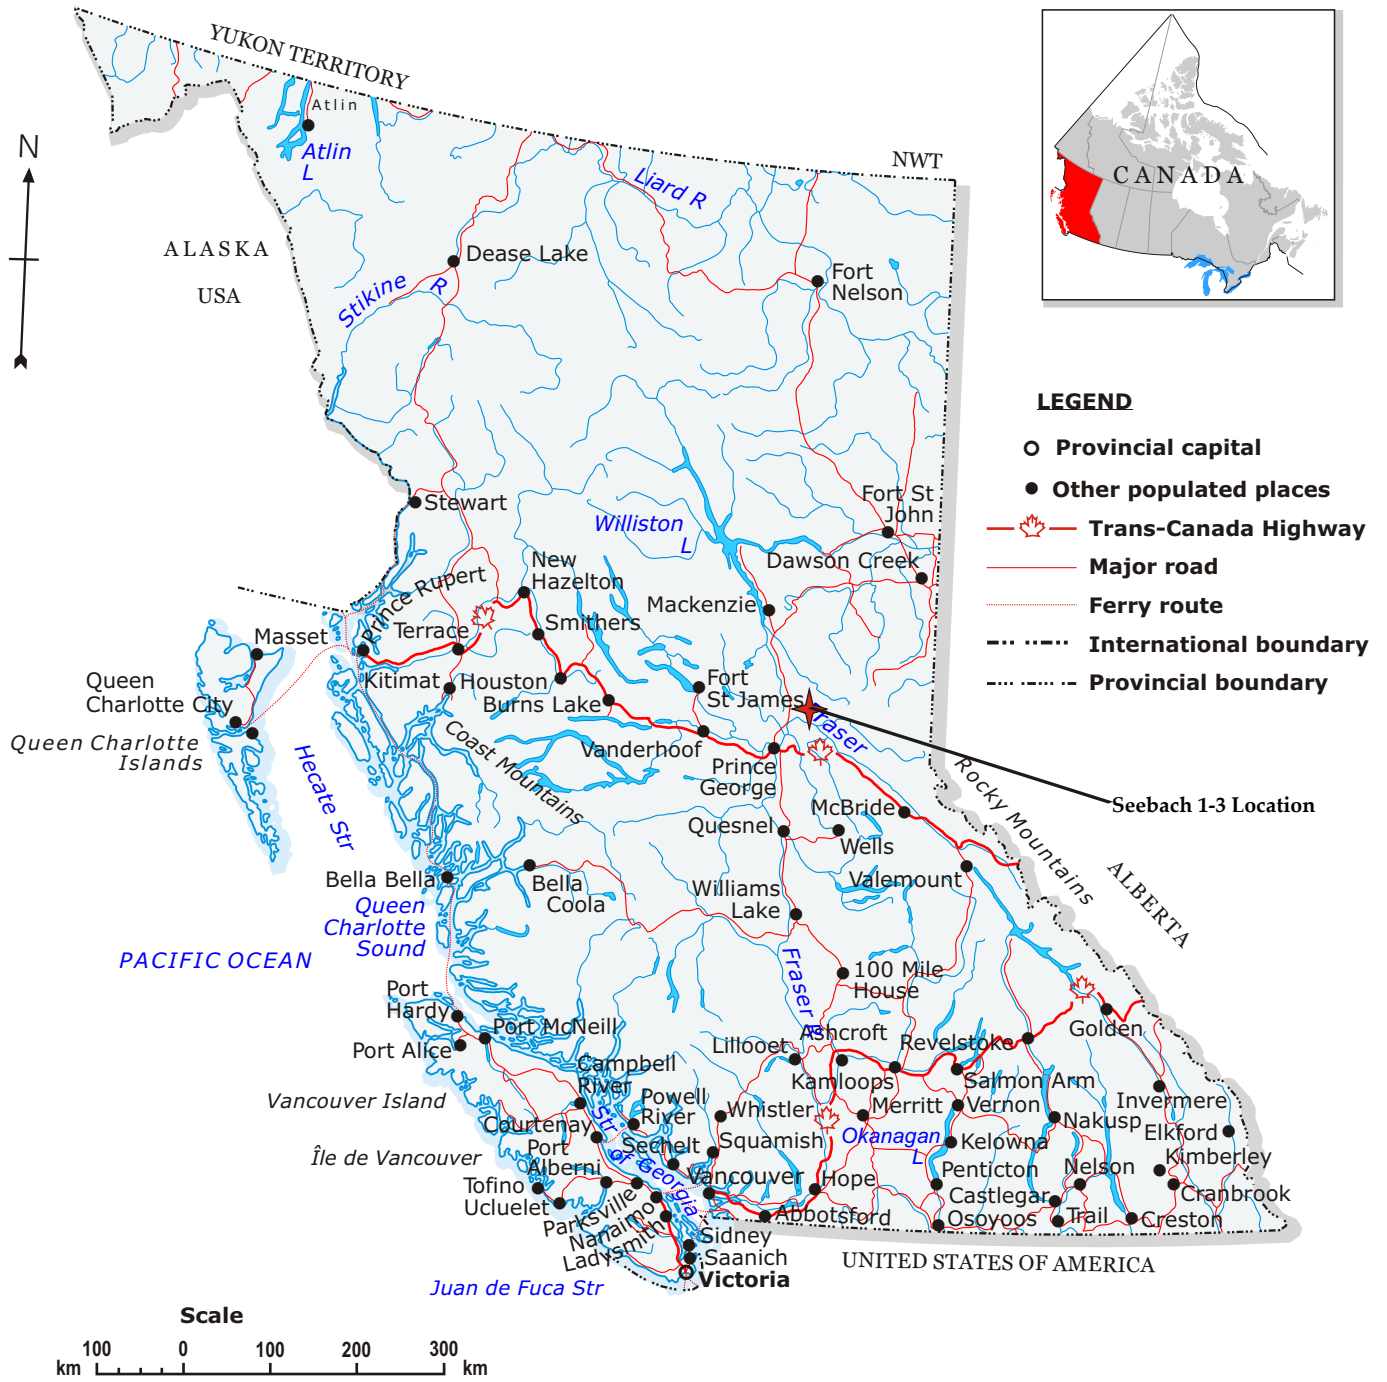 YUKON TERRITORY
NWT
CANADA
Atlin
Atlin
L
Liard R
N
ALASKA
USA
Dease Lake
Stikine
R
Fort
Nelson
LEGEND
Provincial capital
Other populated places
Trans-Canada Highway
Major road
Ferry route
International boundary
Provincial boundary
Stewart
Williston
L
Fort St
John
Dawson Creek
New
Hazelton
Mackenzie
Prince Rupert
Terrace
Smithers
Masset
Kitimat
Houston
Burns Lake
Fort
St James
Queen
Charlotte City
Queen Charlotte
Islands
Hecate Str
Coast Mountains
Vanderhoof
Prince
George
Fraser
Rocky Mountains
Seebach 1-3 Location
McBride
Quesnel
Wells
Valemount
ALBERTA
Bella Bella
Bella
Coola
Williams
Lake
Queen
Charlotte
Sound
PACIFIC OCEAN
Fraser R
100 Mile
House
Port
Hardy
Port McNeill
Port Alice
Golden
Lillooet
Ashcroft
Revelstoke
Kamloops
Salmon Arm
Campbell
River
Vancouver Island
Powell
River
Whistler
Merritt
Vernon
Nakusp
Invermere
Courtenay
Str
of Georgia
Squamish
Okanagan
L
Kelowna
Elkford
Île de Vancouver
Port
Alberni
Sechelt
Kimberley
Tofino
Vancouver
Hope
Penticton
Nelson
Ucluelet
Castlegar
Cranbrook
Parksville
Nanaimo
Ladysmith
Abbotsford
Osoyoos
Trail
Creston
Sidney
Saanich
Victoria
UNITED STATES OF AMERICA
Juan de Fuca Str
Scale
100 0 100 200 300
km km